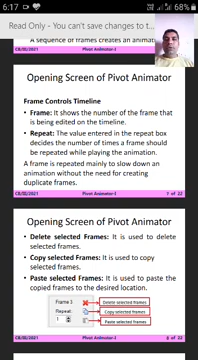 6:17
68%
Read Only - You can't save changes to t...
A sequence of frames creates an animation.
CB/III/2021 Pivot Animator-I
Opening Screen of Pivot Animator
Frame Controls Timeline
• Frame: It shows the number of the frame that
is being edited on the timeline.
• Repeat: The value entered in the repeat box
decides the number of times a frame should
be repeated while playing the animation.
A frame is repeated mainly to slow down an
animation without the need for creating
duplicate frames.
CB/III/2021 Pivot Animator-I 7 of 22
Opening Screen of Pivot Animator
• Delete selected Frames: It is used to delete
selected frames.
• Copy selected Frames: It is used to copy
selected frames.
• Paste selected Frames: It is used to paste the
copied frames to the desired location.
Frame 3 Delete selected frames
Repeat: Copy selected frames
1 Paste selected frames
CB/III/2021 Pivot Animator-I 8 of 22